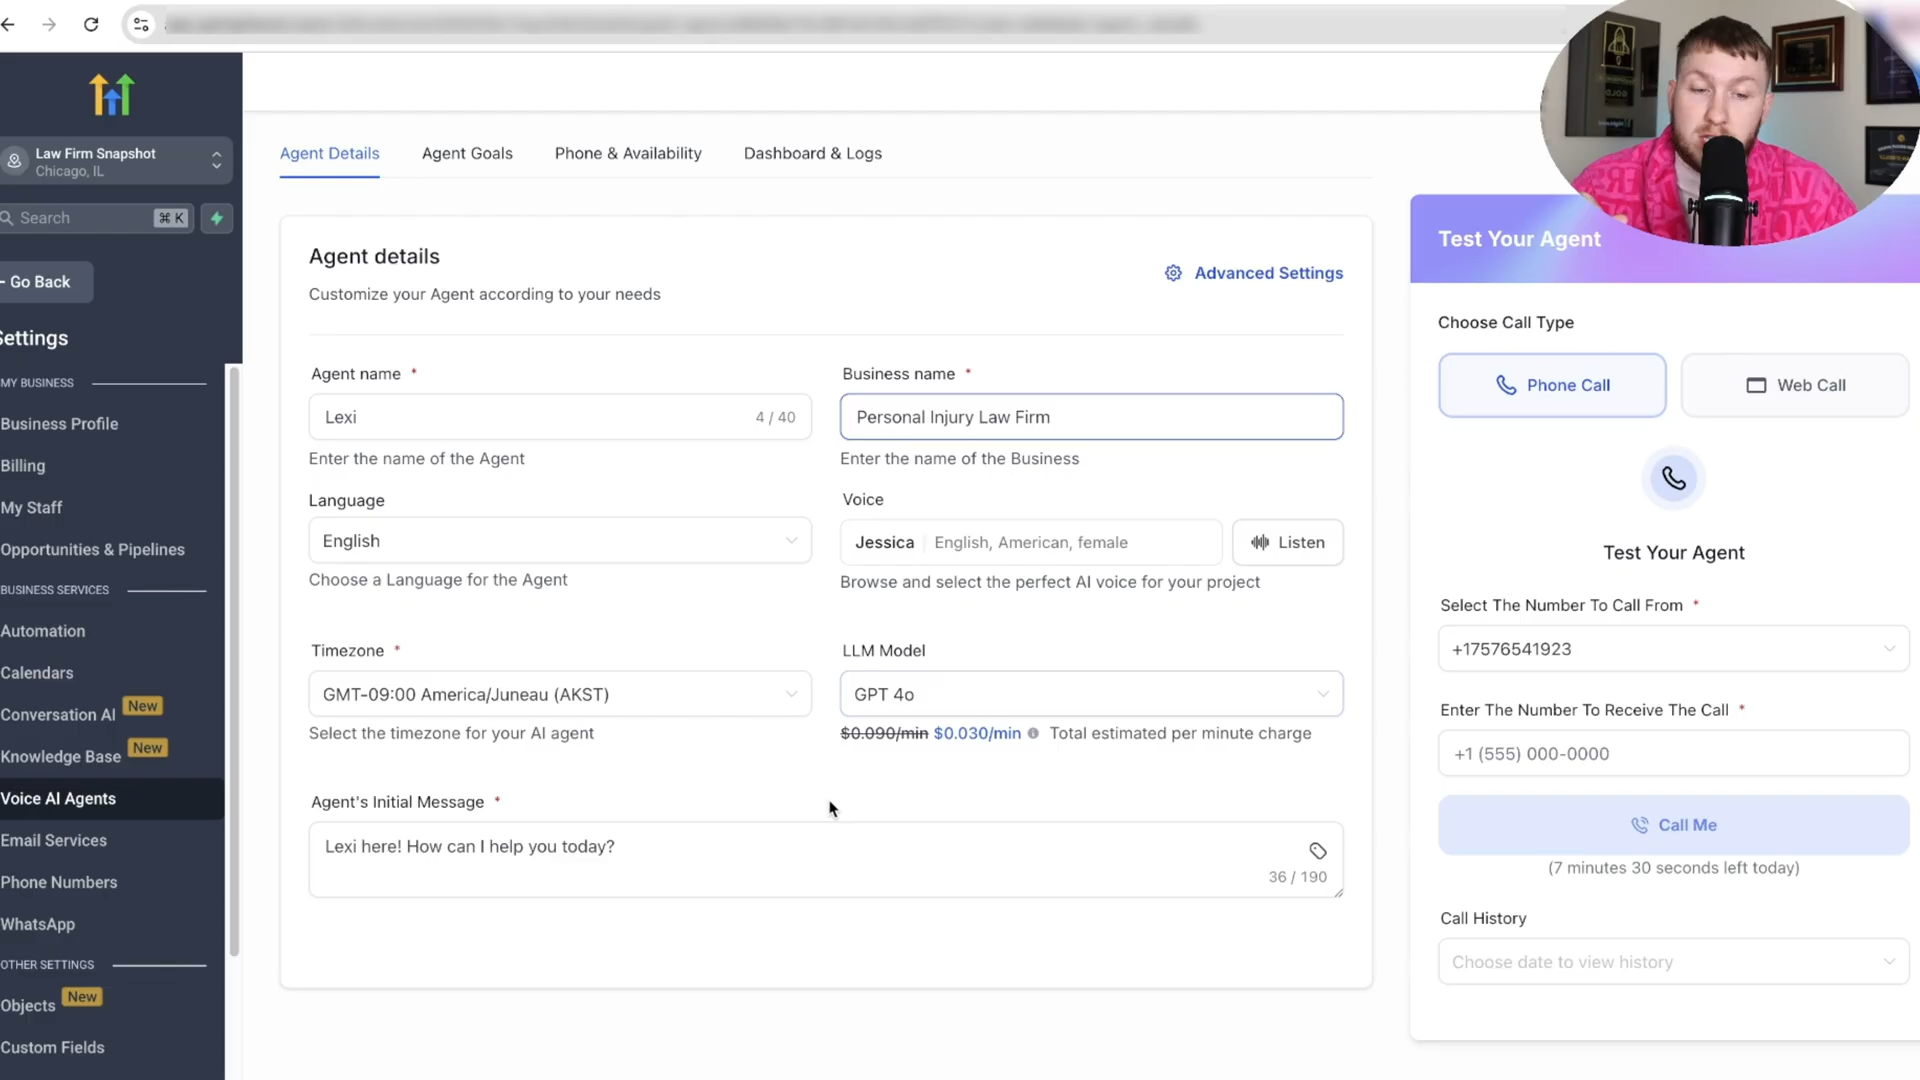 Law Firm Snapshot
Chicago, IL
Search
⌘ K
Go Back
Settings
MY BUSINESS
Business Profile
Billing
My Staff
Opportunities & Pipelines
BUSINESS SERVICES
Automation
Calendars
Conversation AI New
Knowledge Base New
Voice AI Agents
Email Services
Phone Numbers
WhatsApp
OTHER SETTINGS
Objects New
Custom Fields
Agent Details
Agent Goals
Phone & Availability
Dashboard & Logs
Agent details
Customize your Agent according to your needs
Advanced Settings
Agent name *
Lexi
4 / 40
Enter the name of the Agent
Business name *
Personal Injury Law Firm
Enter the name of the Business
Language
English
Choose a Language for the Agent
Voice
Jessica English, American, female
Listen
Browse and select the perfect AI voice for your project
Timezone *
GMT-09:00 America/Juneau (AKST)
Select the timezone for your AI agent
LLM Model
GPT 4o
$0.090/min $0.030/min Total estimated per minute charge
Agent's Initial Message *
Lexi here! How can I help you today?
36 / 190
Test Your Agent
Choose Call Type
Phone Call
Web Call
Test Your Agent
Select The Number To Call From *
+17576541923
Enter The Number To Receive The Call *
+1 (555) 000-0000
Call Me
(7 minutes 30 seconds left today)
Call History
Choose date to view history